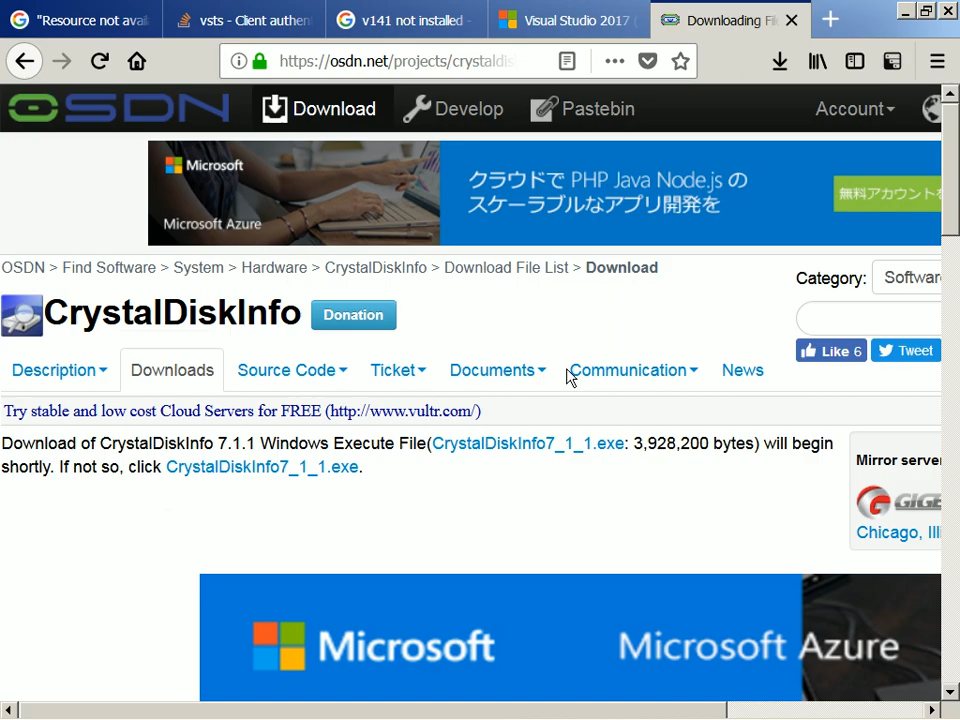 "Resource not avai
vsts - Client authen
v141 not installed -
Visual Studio 2017 (
Downloading Fil
https://osdn.net/projects/crystaldis
OSDN
Download
Develop
Pastebin
Account
Microsoft
クラウドで PHP Java Node.js の
スケーラブルなアプリ開発を
無料アカウントを
Microsoft Azure
OSDN > Find Software > System > Hardware > CrystalDiskInfo > Download File List > Download
Category:
Softwar
CrystalDiskInfo
Donation
Like 6
Tweet
Description
Downloads
Source Code
Ticket
Documents
Communication
News
Try stable and low cost Cloud Servers for FREE (http://www.vultr.com/)
Download of CrystalDiskInfo 7.1.1 Windows Execute File(CrystalDiskInfo7_1_1.exe: 3,928,200 bytes) will begin
shortly. If not so, click CrystalDiskInfo7_1_1.exe.
Mirror server
GIGE
Chicago, Illi
Microsoft
Microsoft Azure